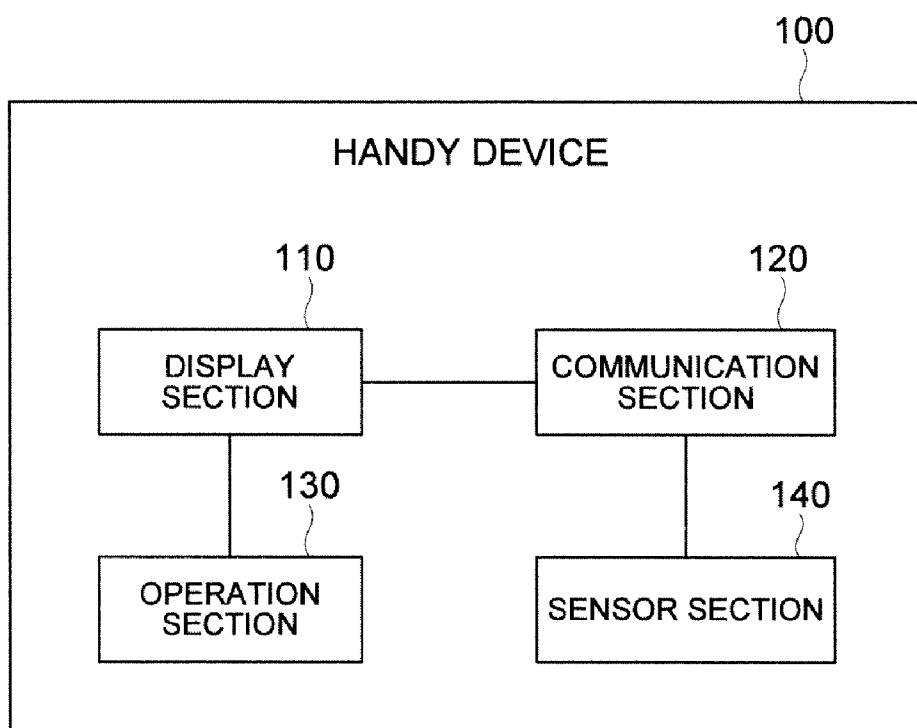 100
HANDY DEVICE
110
120
DISPLAY
SECTION
COMMUNICATION
SECTION
130
140
OPERATION
SECTION
SENSOR SECTION